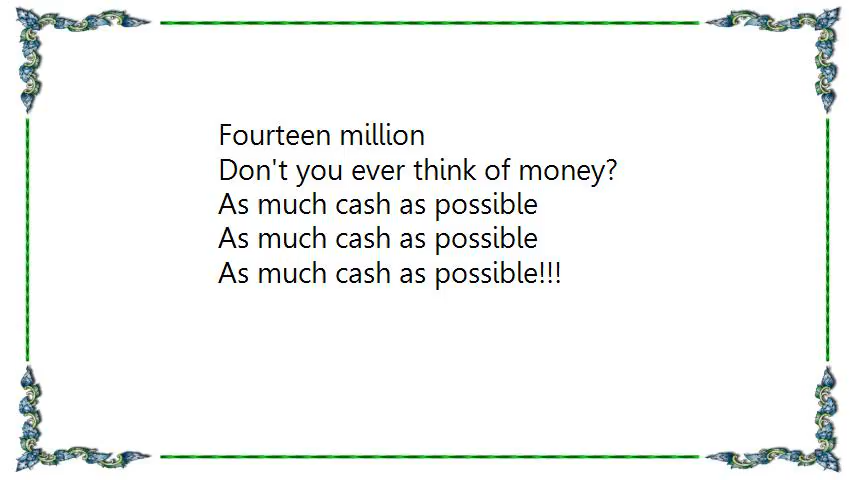 Fourteen million
Don't you ever think of money?
As much cash as possible
As much cash as possible
As much cash as possible!!!